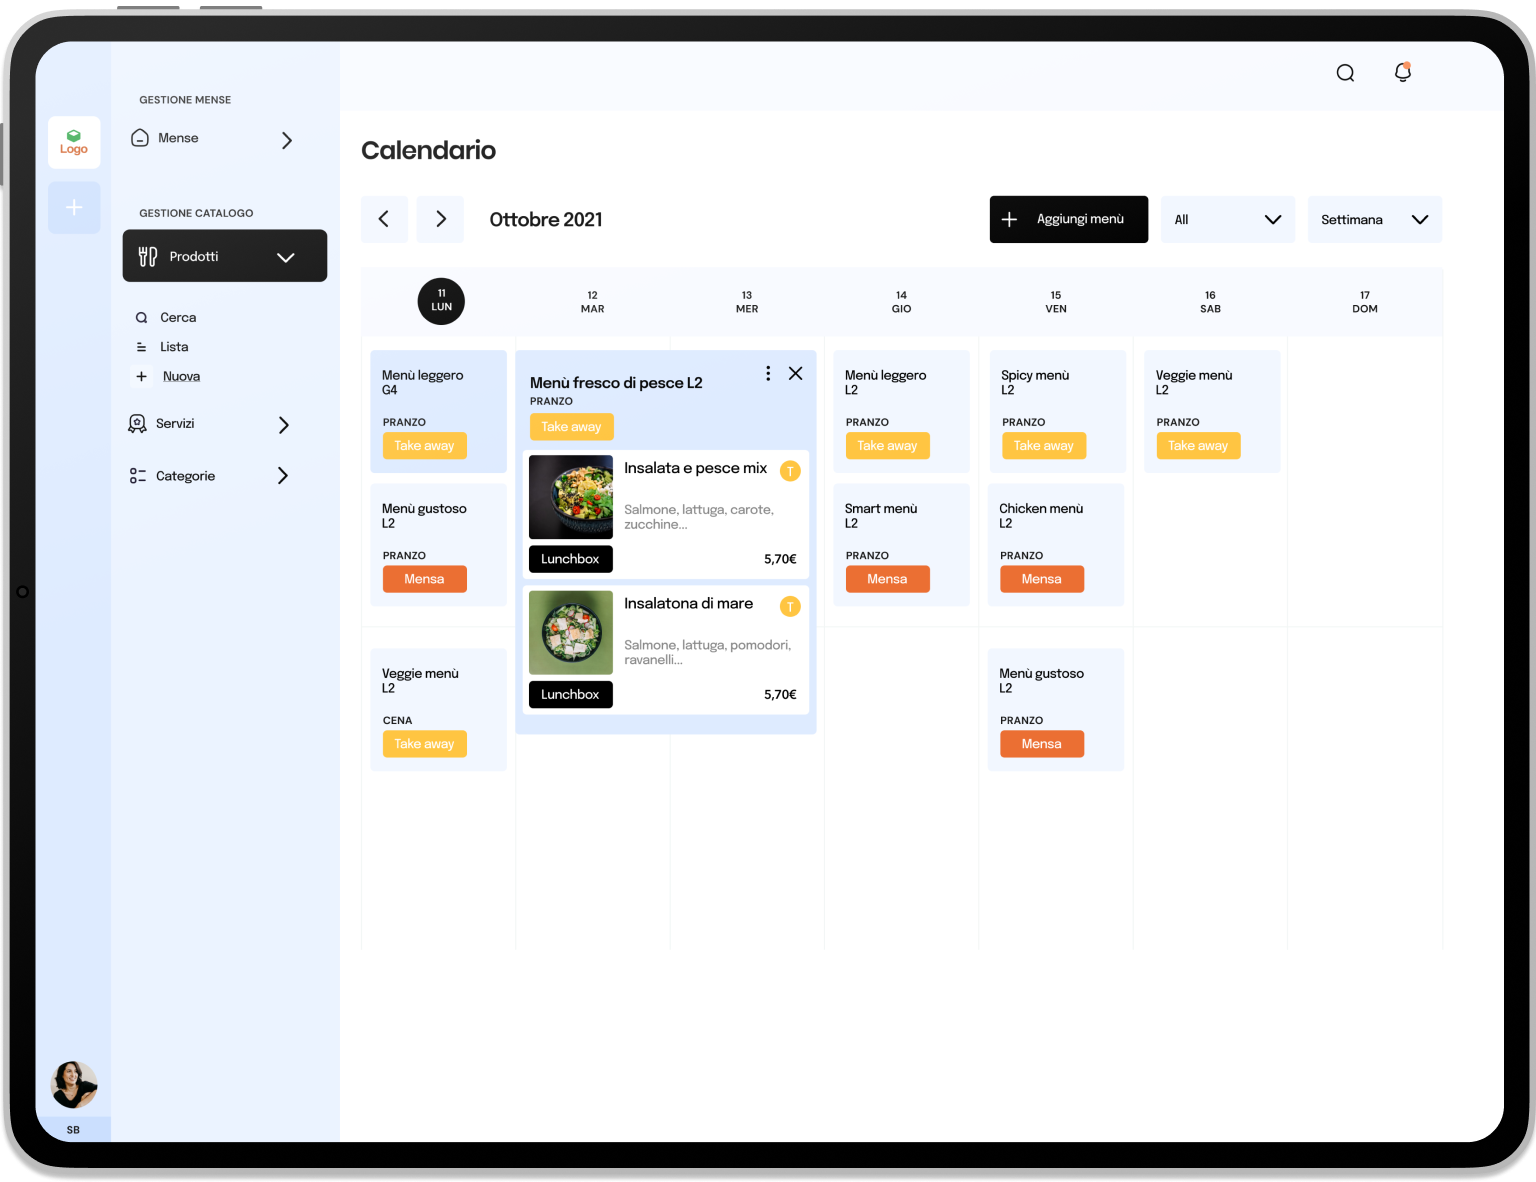 Logo
GESTIONE MENSE
Mense
GESTIONE CATALOGO
Prodotti
Cerca
Lista
Nuova
Servizi
Categorie
SB
Calendario
Ottobre 2021
Aggiungi menù
All
Settimana
11
LUN
12
MAR
13
MER
14
GIO
15
VEN
16
SAB
17
DOM
Menù leggero
G4
PRANZO
Take away
Menù gustoso
L2
PRANZO
Mensa
Veggie menù
L2
CENA
Take away
Menù fresco di pesce L2
PRANZO
Take away
Insalata e pesce mix
T
Salmone, lattuga, carote,
zucchine...
Lunchbox
5,70€
Insalatona di mare
T
Salmone, lattuga, pomodori,
ravanelli...
Lunchbox
5,70€
Menù leggero
L2
PRANZO
Take away
Smart menù
L2
PRANZO
Mensa
Spicy menù
L2
PRANZO
Take away
Chicken menù
L2
PRANZO
Mensa
Menù gustoso
L2
PRANZO
Mensa
Veggie menù
L2
PRANZO
Take away